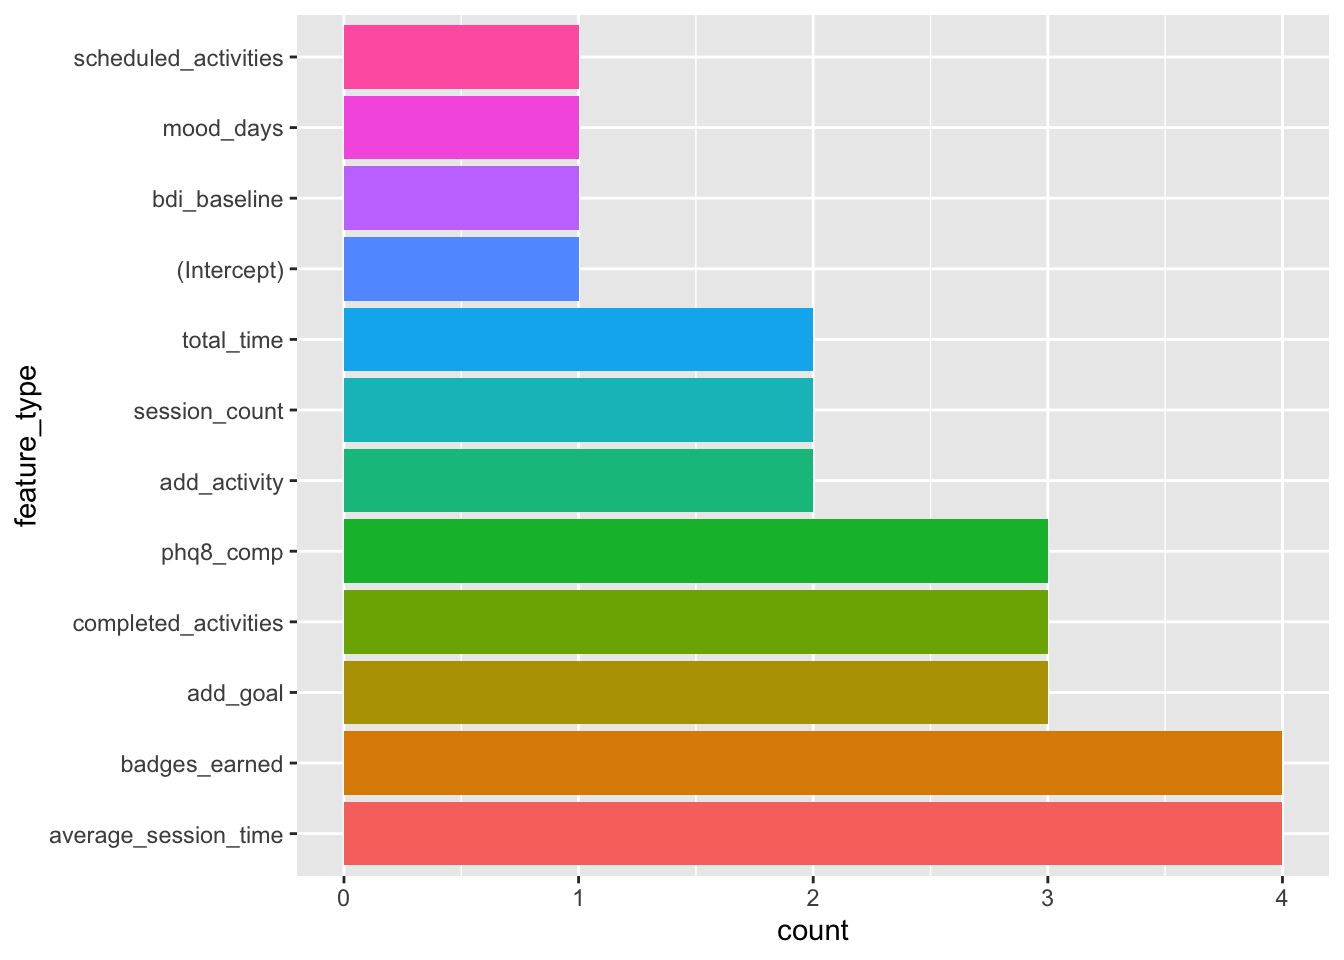 scheduled_activities
mood_days
bdi_baseline
(Intercept)
total_time
session_count
add_activity
phq8_comp
completed_activities
add_goal
badges_earned
average_session_time
feature_type
0 1 2 3 4
count